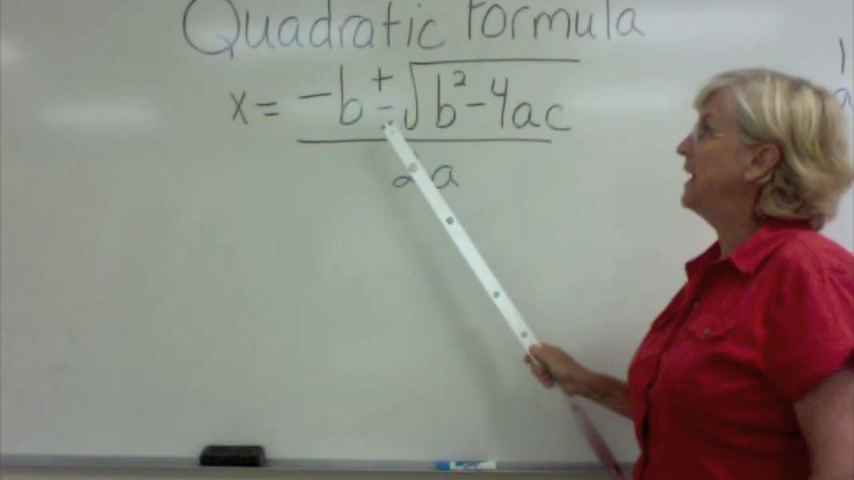 Quadratic Formula
x = -b ± √b² - 4ac
2a